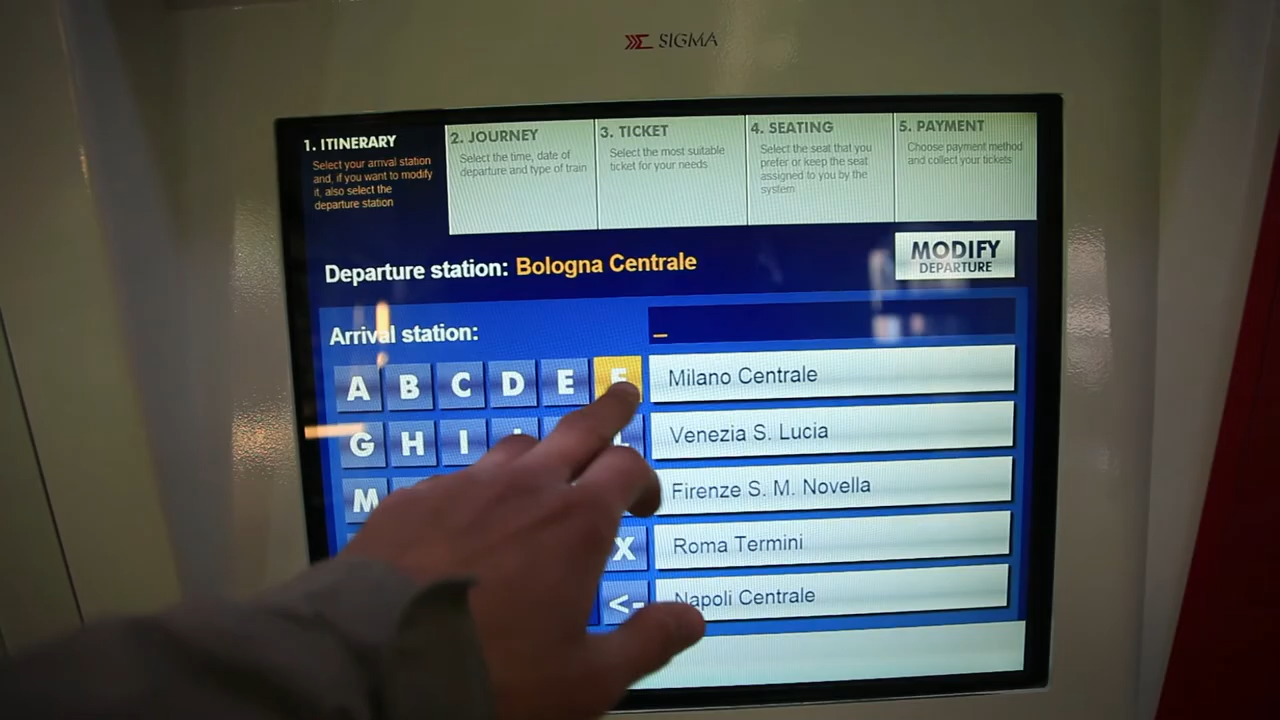 SIGMA
1. ITINERARY
Select your arrival station
and, if you want to modify
it, also select the
departure station
2. JOURNEY
Select the time, date of
departure and type of train
3. TICKET
Select the most suitable
ticket for your needs
4. SEATING
Select the seat that you
prefer or keep the seat
assigned to you by the
system
5. PAYMENT
Choose payment method
and collect your tickets
Departure station: Bologna Centrale
MODIFY
DEPARTURE
Arrival station: _
A B C D E F
Milano Centrale
G H I L
Venezia S. Lucia
M
Firenze S. M. Novella
X
Roma Termini
<-
Napoli Centrale